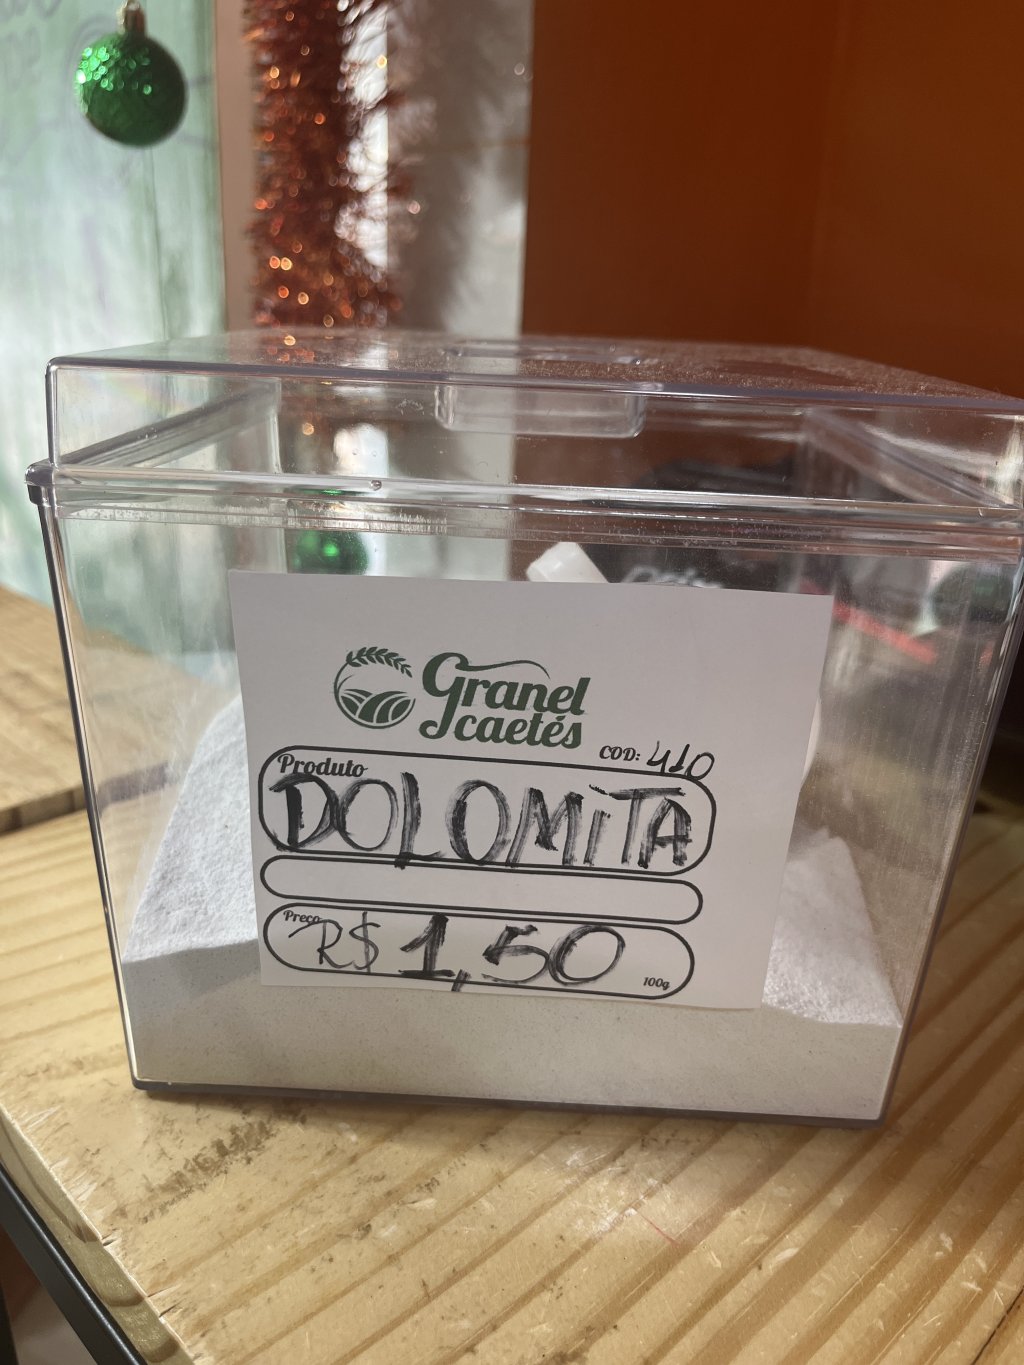 Granel
caetés
COD: 410
Produto
DOLOMITA
Preço
R$ 1,50
100g